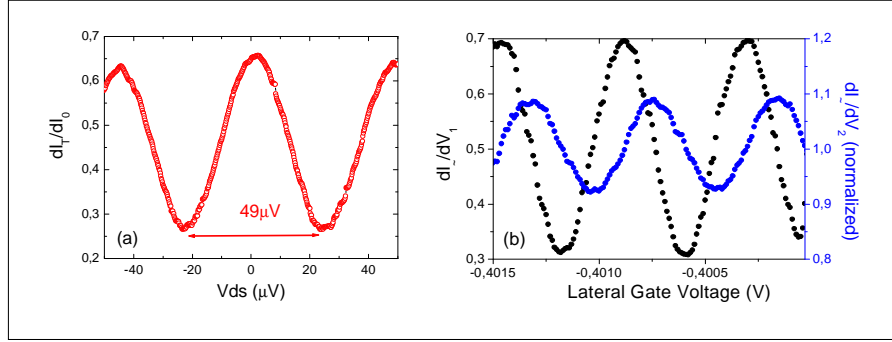 0,7
0,6
0,5
0,4
0,3
0,2
dI_T/dI_0
49μV
(a)
-40 -20 0 20 40
Vds (μV)
0,7
0,6
0,5
0,4
0,3
dI_~/dV_1
(b)
-0,4015 -0,4010 -0,4005
Lateral Gate Voltage (V)
1,2
1,1
1,0
0,9
0,8
dI_~/dV_2 (normalized)